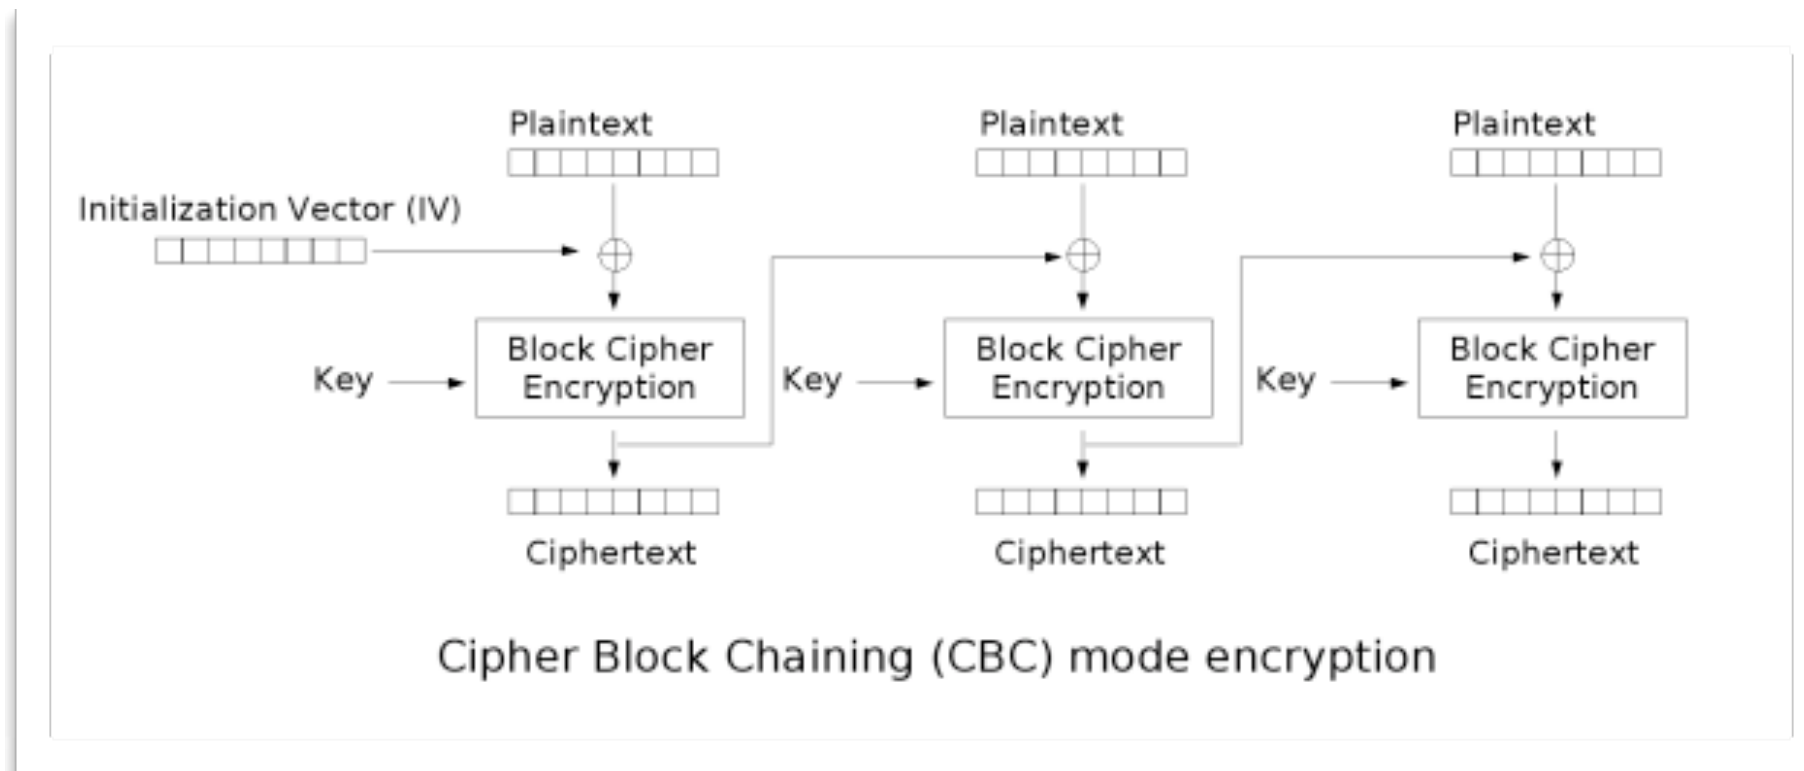 Plaintext
Plaintext
Plaintext
Initialization Vector (IV)
Key
Block Cipher
Encryption
Key
Block Cipher
Encryption
Key
Block Cipher
Encryption
Ciphertext
Ciphertext
Ciphertext
Cipher Block Chaining (CBC) mode encryption